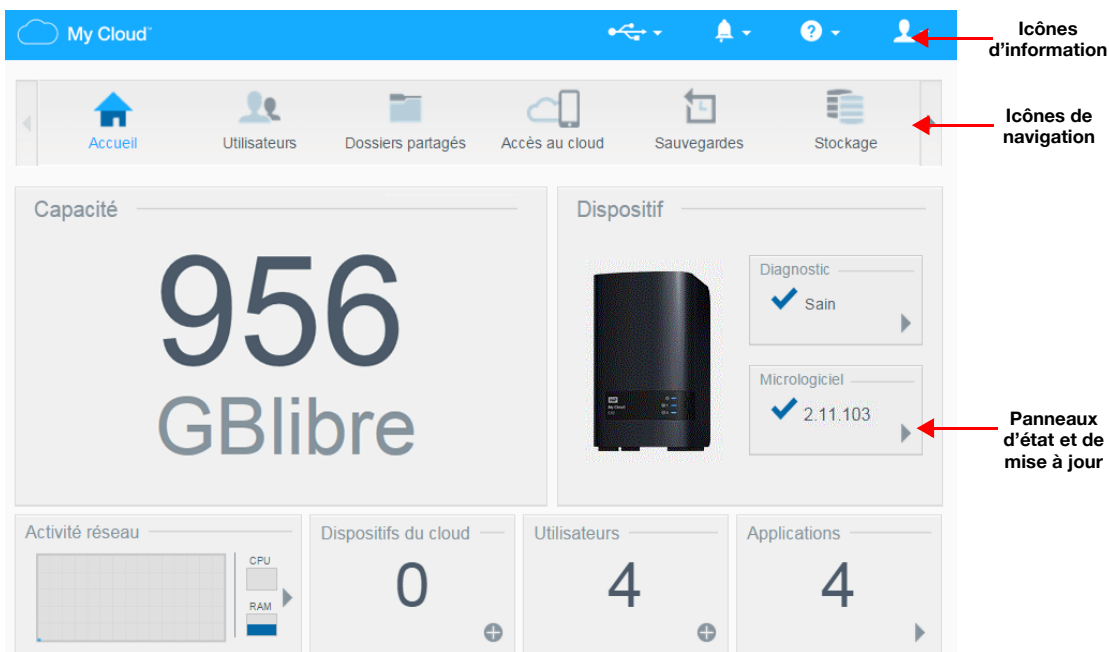 My Cloud™
Icônes
d'information
Accueil
Utilisateurs
Dossiers partagés
Accès au cloud
Sauvegardes
Stockage
Icônes de
navigation
Capacité
956
GBlibre
Dispositif
Diagnostic
Sain
Micrologiciel
2.11.103
Panneaux
d'état et de
mise à jour
Activité réseau
CPU
RAM
Dispositifs du cloud
0
Utilisateurs
4
Applications
4